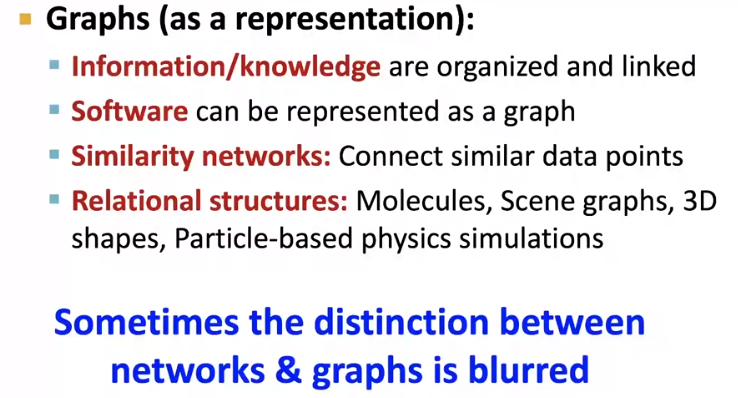 Graphs (as a representation):
Information/knowledge are organized and linked
Software can be represented as a graph
Similarity networks: Connect similar data points
Relational structures: Molecules, Scene graphs, 3D
shapes, Particle-based physics simulations
Sometimes the distinction between
networks & graphs is blurred